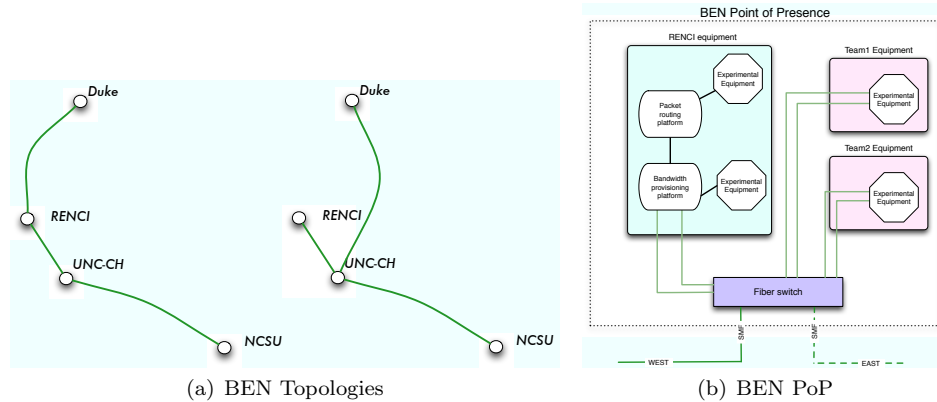 Duke
RENCI
UNC-CH
NCSU
Duke
RENCI
UNC-CH
NCSU
(a) BEN Topologies
BEN Point of Presence
RENCI equipment
Experimental
Equipment
Packet
routing
platform
Bandwidth
provisioning
platform
Experimental
Equipment
Team1 Equipment
Experimental
Equipment
Team2 Equipment
Experimental
Equipment
Fiber switch
SMF
SMF
WEST
EAST
(b) BEN PoP